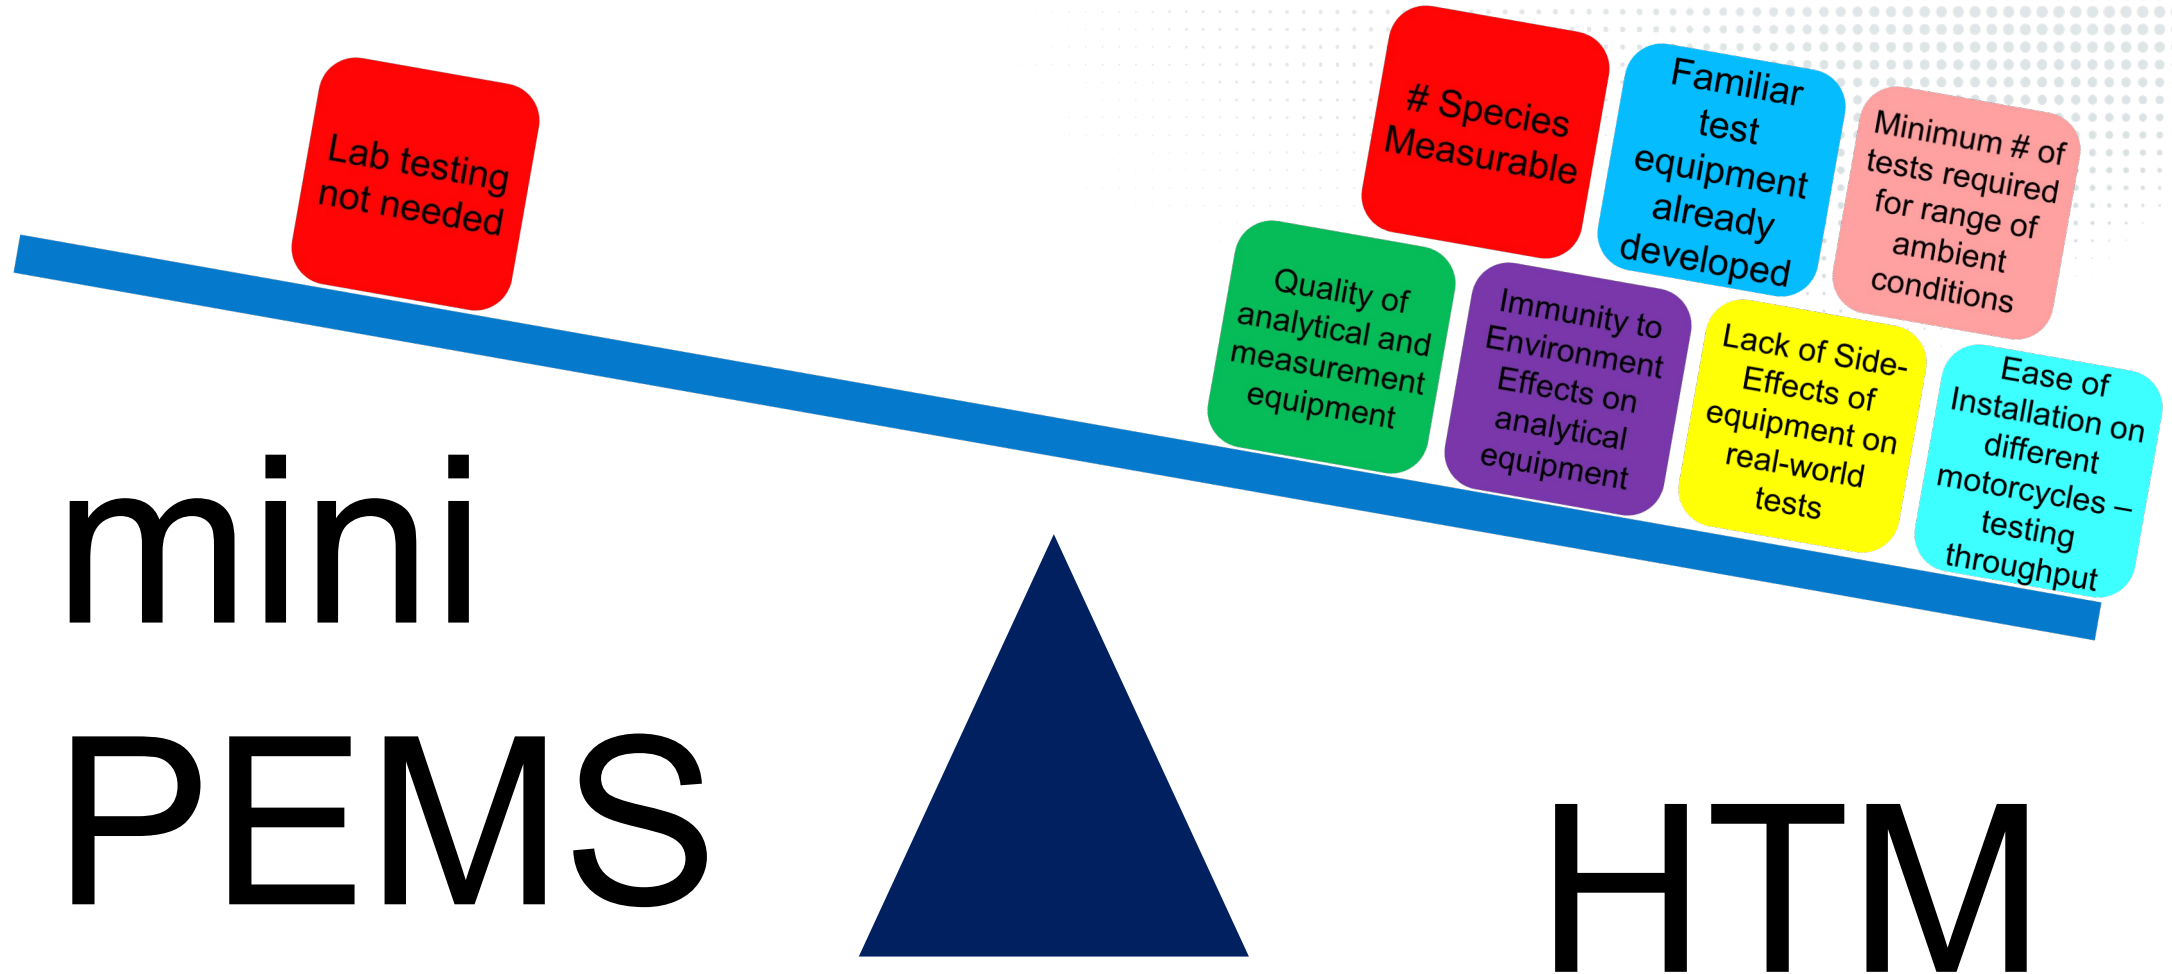 Lab testing
not needed
# Species
Measurable
Familiar
test
equipment
already
developed
Minimum # of
tests required
for range of
ambient
conditions
Quality of
analytical and
measurement
equipment
Immunity to
Environment
Effects on
analytical
equipment
Lack of Side-
Effects of
equipment on
real-world
tests
Ease of
Installation on
different
motorcycles –
testing
throughput
mini
PEMS
HTM